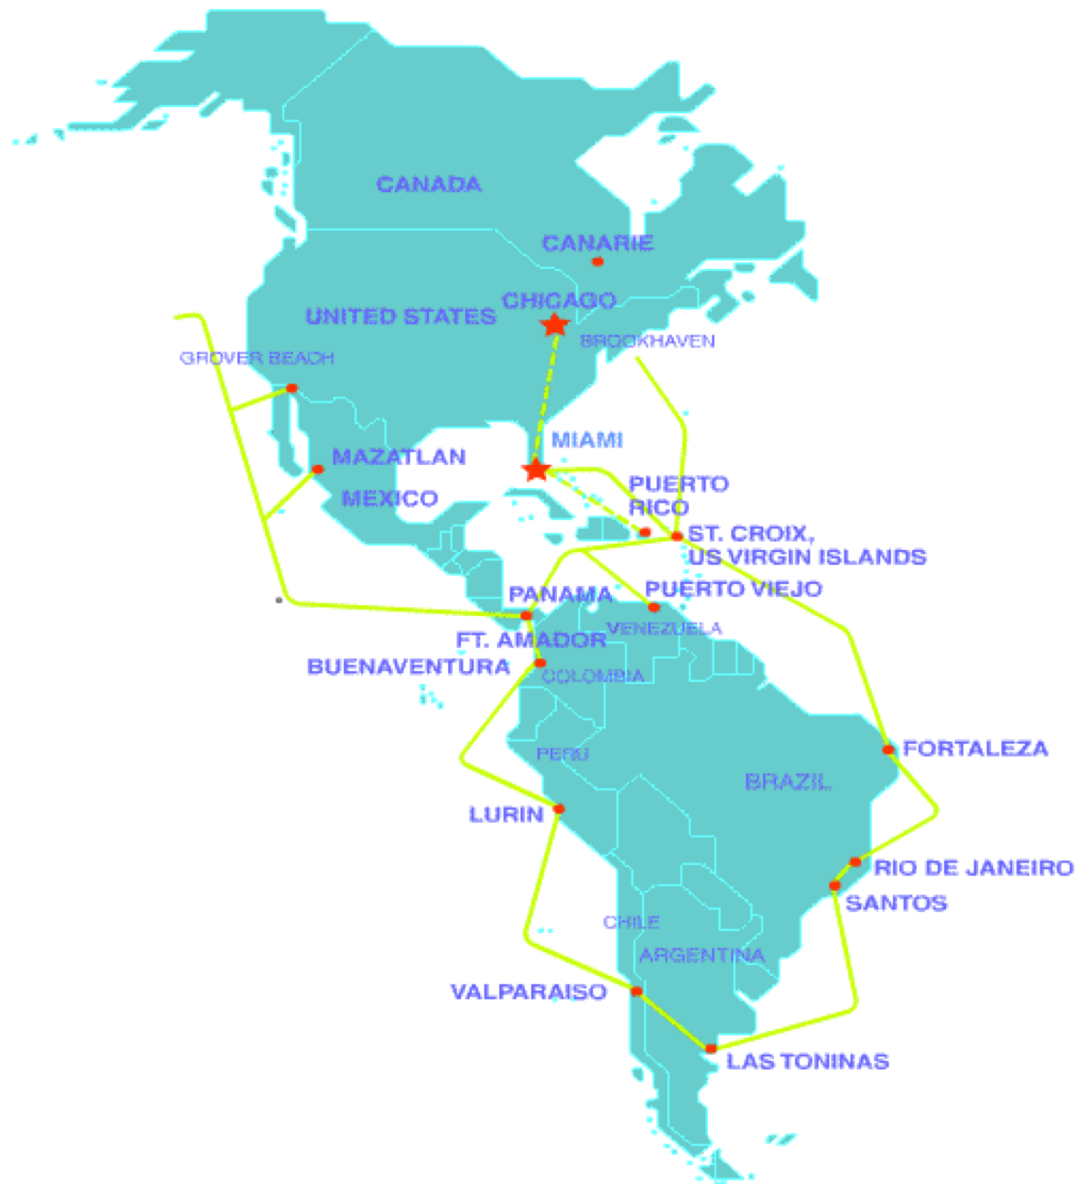 CANADA
CANARIE
CHICAGO
UNITED STATES
BROOKHAVEN
GROVER BEACH
MIAMI
MAZATLAN
PUERTO
RICO
MEXICO
ST. CROIX,
US VIRGIN ISLANDS
PUERTO VIEJO
PANAMA
VENEZUELA
FT. AMADOR
BUENAVENTURA
COLOMBIA
FORTALEZA
PERU
BRAZIL
LURIN
RIO DE JANEIRO
SANTOS
CHILE
ARGENTINA
VALPARAISO
LAS TONINAS